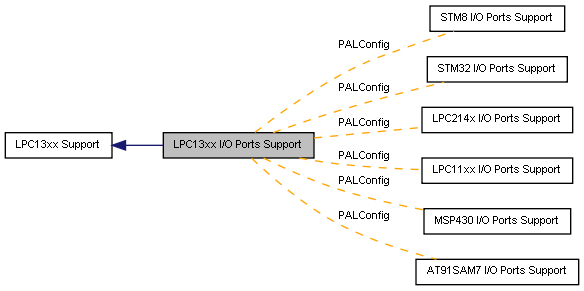 STM8 I/O Ports Support
PALConfig
STM32 I/O Ports Support
PALConfig
LPC214x I/O Ports Support
PALConfig
LPC13xx Support
LPC13xx I/O Ports Support
PALConfig
LPC11xx I/O Ports Support
PALConfig
MSP430 I/O Ports Support
PALConfig
AT91SAM7 I/O Ports Support